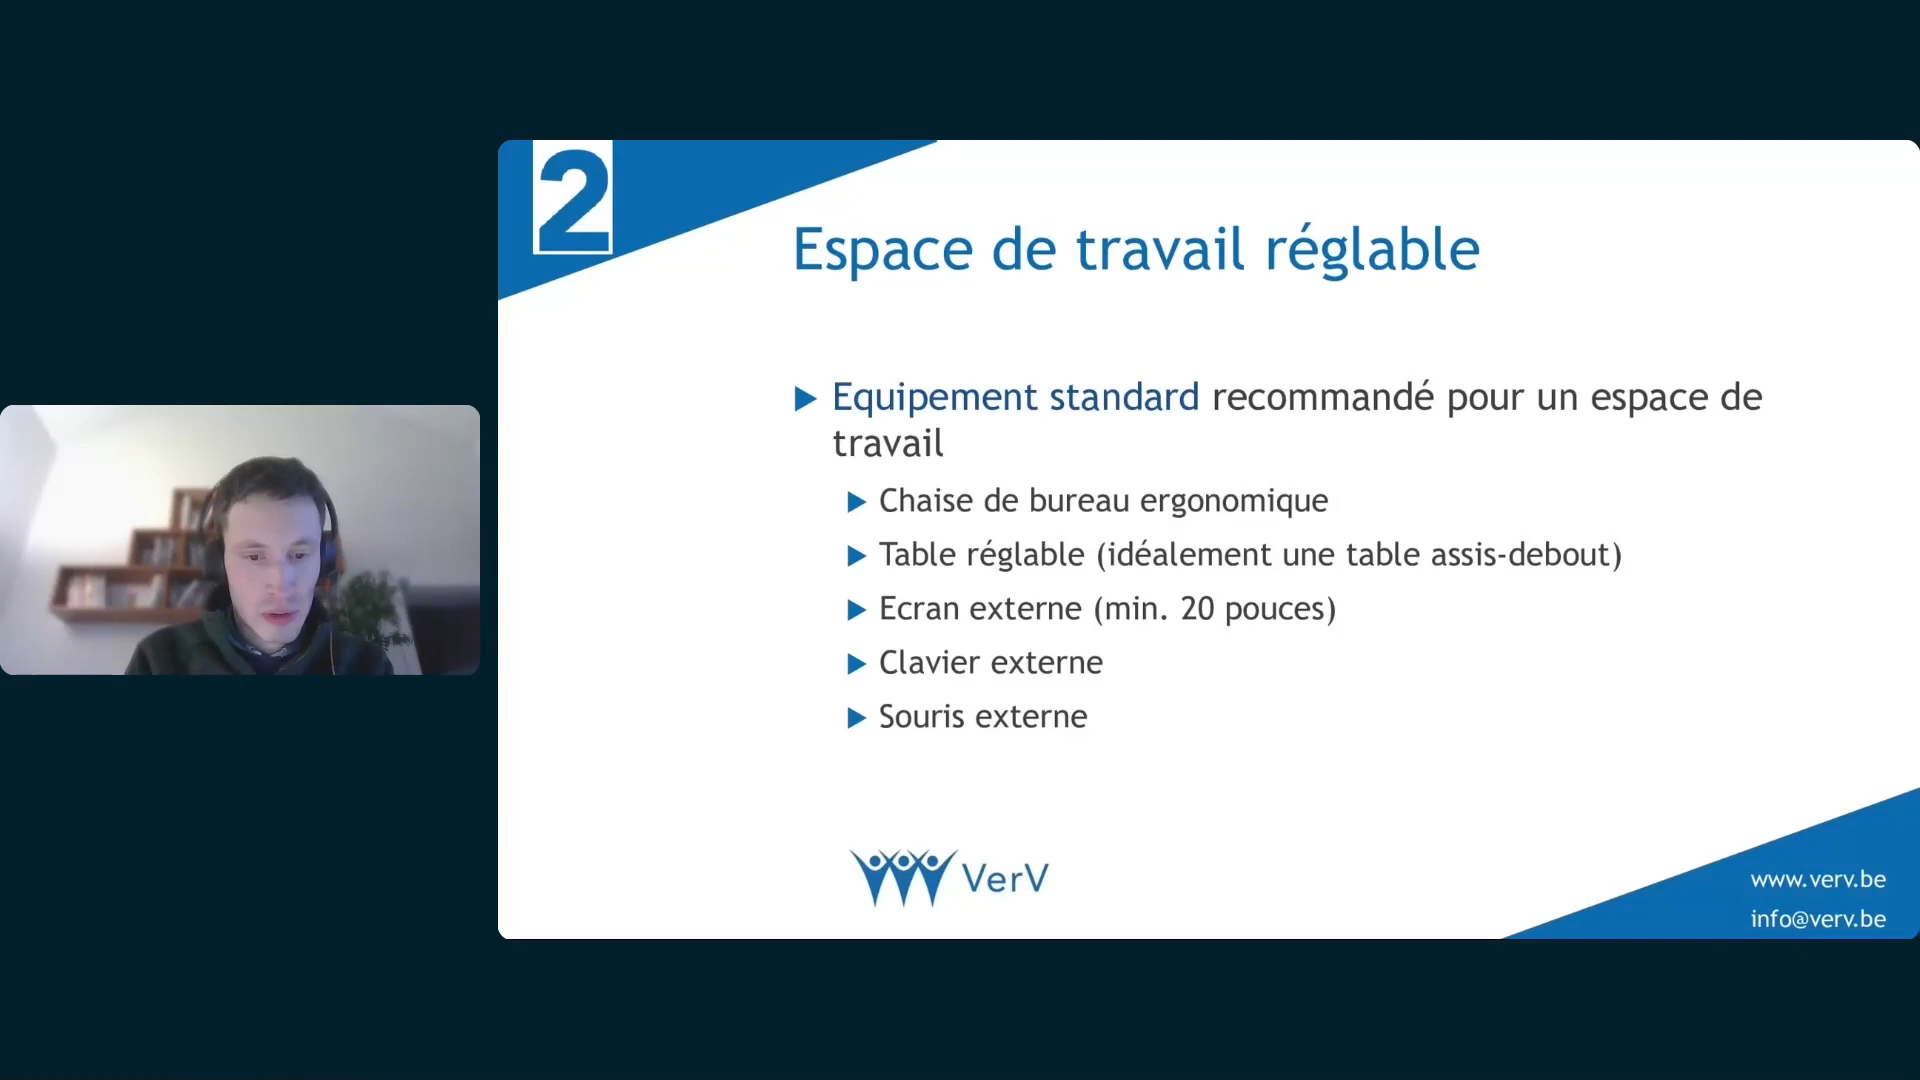 2
Espace de travail réglable
Equipement standard recommandé pour un espace de
travail
Chaise de bureau ergonomique
Table réglable (idéalement une table assis-debout)
Ecran externe (min. 20 pouces)
Clavier externe
Souris externe
VerV
www.verv.be
info@verv.be